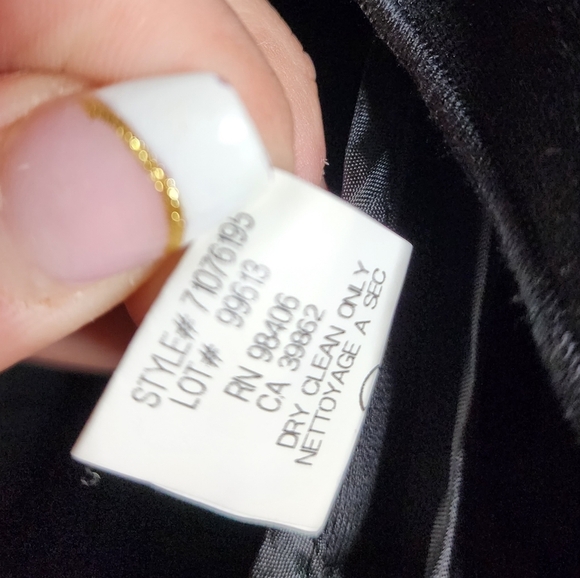 STYLE# 71076195
LOT# 99613
RN 98406
CA 39862
DRY CLEAN ONLY
NETTOYAGE A SEC